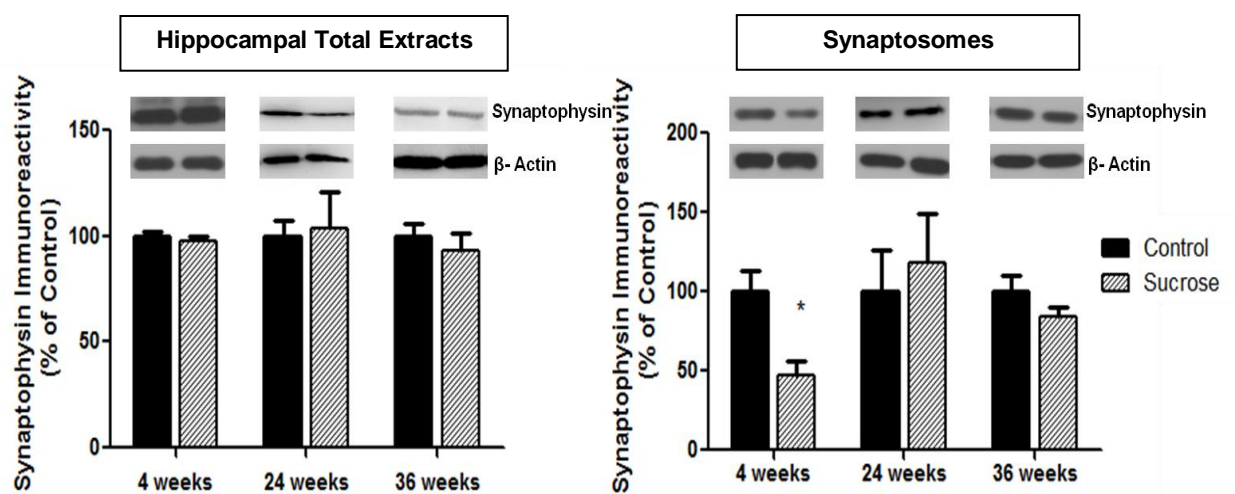 Hippocampal Total Extracts
Synaptophysin Immunoreactivity
(% of Control)
150
100
50
0
Synaptophysin
β- Actin
4 weeks
24 weeks
36 weeks
Synaptosomes
Synaptophysin Immunoreactivity
(% of Control)
200
150
100
50
0
Synaptophysin
β- Actin
*
4 weeks
24 weeks
36 weeks
Control
Sucrose